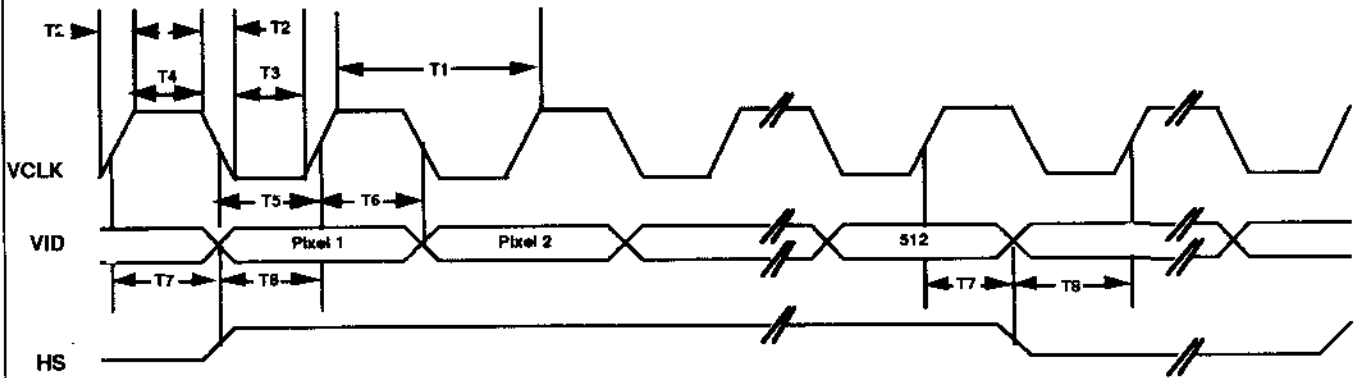 T2 T2
T4 T3 T1
VCLK
T5 T6
VID Pixel 1 Pixel 2 512
T7 T8 T7 T8
HS